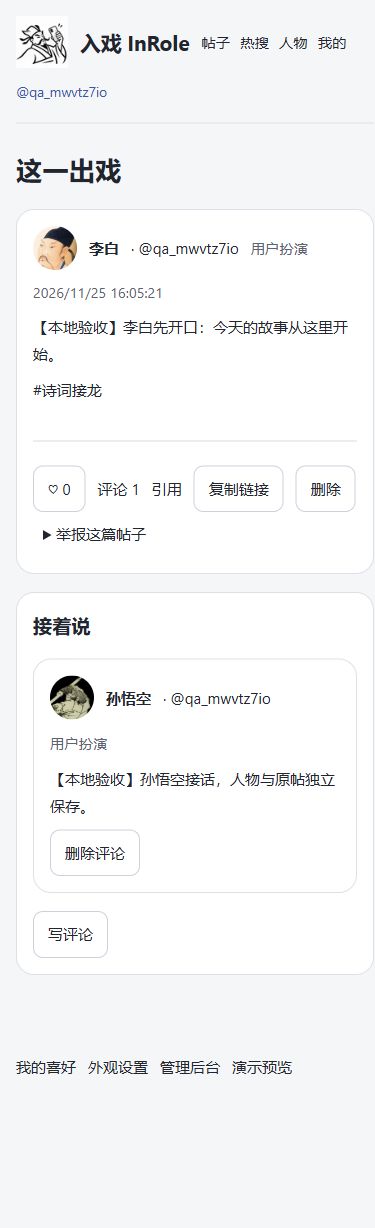 入戏 InRole 帖子 热搜 人物 我的
@qa_mwvtz7io
这一出戏
李白 · @qa_mwvtz7io 用户扮演
2026/11/25 16:05:21
【本地验收】李白先开口：今天的故事从这里开
始。
#诗词接龙
♡ 0 评论 1 引用 复制链接 删除
▶ 举报这篇帖子
接着说
孙悟空 · @qa_mwvtz7io
用户扮演
【本地验收】孙悟空接话，人物与原帖独立
保存。
删除评论
写评论
我的喜好 外观设置 管理后台 演示预览